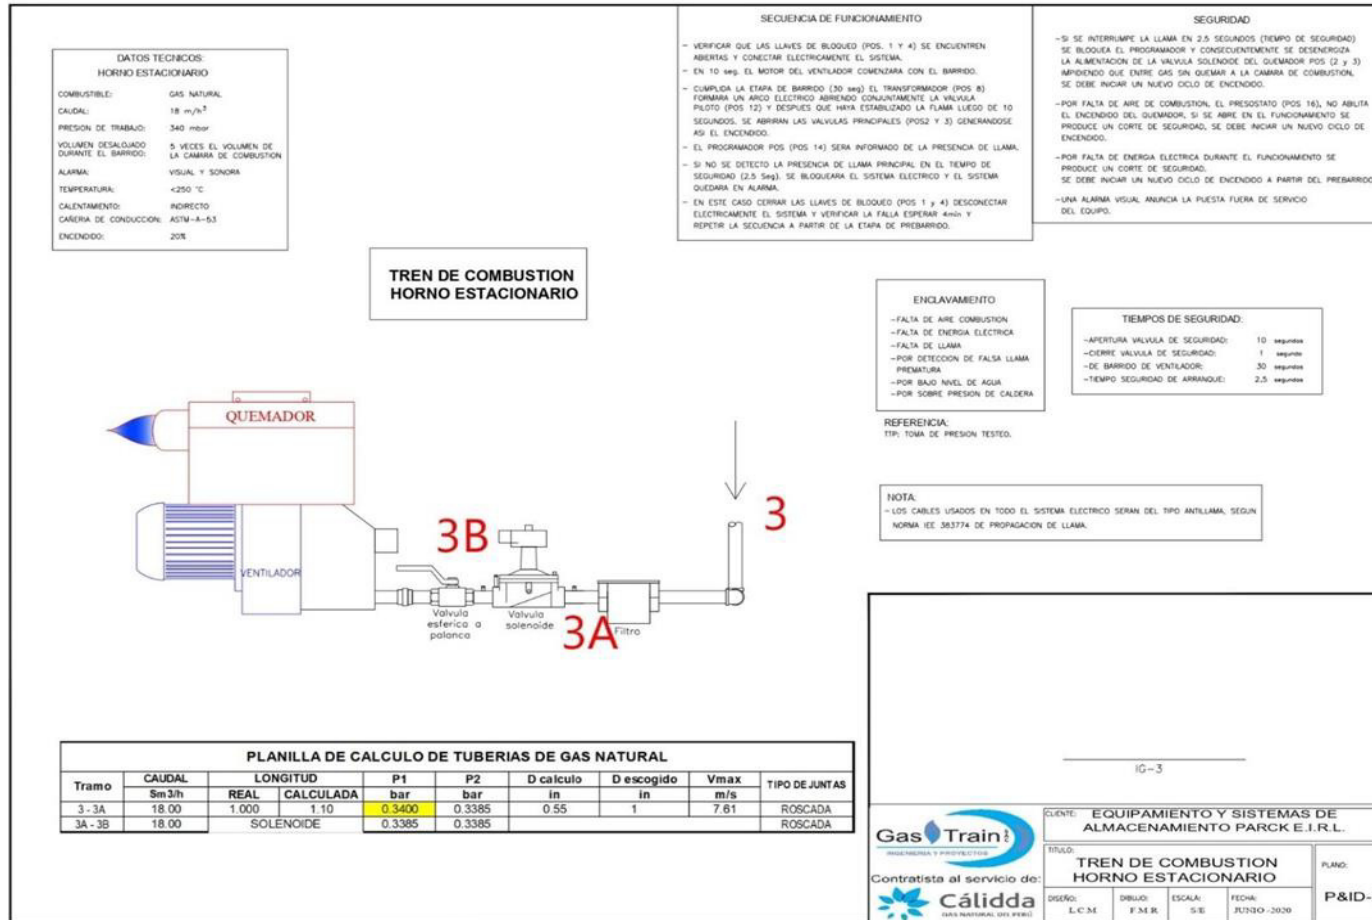 DATOS TECNICOS:
HORNO ESTACIONARIO
COMBUSTIBLE: GAS NATURAL
CAUDAL: 18 m/h³
PRESION DE TRABAJO: 340 mbar
VOLUMEN DESALOJADO 5 VECES EL VOLUMEN DE
DURANTE EL BARRIDO: LA CAMARA DE COMBUSTION
ALARMA: VISUAL Y SONORA
TEMPERATURA: <250 °C
CALENTAMIENTO: INDIRECTO
CAÑERIA DE CONDUCCION: ASTM-A-53
ENCENDIDO: 20%
SECUENCIA DE FUNCIONAMIENTO
- VERIFICAR QUE LAS LLAVES DE BLOQUEO (POS. 1 Y 4) SE ENCUENTREN
ABIERTAS Y CONECTAR ELECTRICAMENTE EL SISTEMA.
- EN 10 seg. EL MOTOR DEL VENTILADOR COMENZARA CON EL BARRIDO.
- CUMPLIDA LA ETAPA DE BARRIDO (30 seg) EL TRANSFORMADOR (POS 8)
FORMARA UN ARCO ELECTRICO ABRIENDO CONJUNTAMENTE LA VALVULA
PILOTO (POS 12) Y DESPUES QUE HAYA ESTABILIZADO LA FLAMA LUEGO DE 10
SEGUNDOS, SE ABRIRAN LAS VALVULAS PRINCIPALES (POS2 Y 3) GENERANDOSE
ASI EL ENCENDIDO.
- EL PROGRAMADOR POS (POS 14) SERA INFORMADO DE LA PRESENCIA DE LLAMA.
- SI NO SE DETECTO LA PRESENCIA DE LLAMA PRINCIPAL EN EL TIEMPO DE
SEGURIDAD (2.5 Seg). SE BLOQUEARA EL SISTEMA ELECTRICO Y EL SISTEMA
QUEDARA EN ALARMA.
- EN ESTE CASO CERRAR LAS LLAVES DE BLOQUEO (POS 1 y 4) DESCONECTAR
ELECTRICAMENTE EL SISTEMA Y VERIFICAR LA FALLA ESPERAR 4min Y
REPETIR LA SECUENCIA A PARTIR DE LA ETAPA DE PREBARRIDO.
SEGURIDAD
-SI SE INTERRUMPE LA LLAMA EN 2.5 SEGUNDOS (TIEMPO DE SEGURIDAD)
SE BLOQUEA EL PROGRAMADOR Y CONSECUENTEMENTE SE DESENERGIZA
LA ALIMENTACION DE LA VALVULA SOLENOIDE DEL QUEMADOR POS (2 y 3)
IMPIDIENDO QUE ENTRE GAS SIN QUEMAR A LA CAMARA DE COMBUSTION,
SE DEBE INICIAR UN NUEVO CICLO DE ENCENDIDO.
-POR FALTA DE AIRE DE COMBUSTION, EL PRESOSTATO (POS 16), NO ABILITA
EL ENCENDIDO DEL QUEMADOR, SI SE ABRE EN EL FUNCIONAMIENTO SE
PRODUCE UN CORTE DE SEGURIDAD, SE DEBE INICIAR UN NUEVO CICLO DE
ENCENDIDO.
-POR FALTA DE ENERGIA ELECTRICA DURANTE EL FUNCIONAMIENTO SE
PRODUCE UN CORTE DE SEGURIDAD.
SE DEBE INICIAR UN NUEVO CICLO DE ENCENDIDO A PARTIR DEL PREBARRIDO
-UNA ALARMA VISUAL ANUNCIA LA PUESTA FUERA DE SERVICIO
DEL EQUIPO.
TREN DE COMBUSTION
HORNO ESTACIONARIO
ENCLAVAMIENTO
-FALTA DE AIRE COMBUSTION
-FALTA DE ENERGIA ELECTRICA
-FALTA DE LLAMA
-POR DETECCION DE FALSA LLAMA
PREMATURA
-POR BAJO NIVEL DE AGUA
-POR SOBRE PRESION DE CALDERA
TIEMPOS DE SEGURIDAD:
-APERTURA VALVULA DE SEGURIDAD: 10 segundos
-CIERRE VALVULA DE SEGURIDAD: 1 segundo
-DE BARRIDO DE VENTILADOR: 30 segundos
-TIEMPO SEGURIDAD DE ARRANQUE: 2,5 segundos
REFERENCIA:
TTP: TOMA DE PRESION TESTEO.
NOTA:
- LOS CABLES USADOS EN TODO EL SISTEMA ELECTRICO SERAN DEL TIPO ANTILLAMA, SEGUN
NORMA IEE 383774 DE PROPAGACION DE LLAMA.
QUEMADOR
VENTILADOR
3B
3
Valvula
esferica a
palanca
Valvula
solenoide
3A
Filtro
PLANILLA DE CALCULO DE TUBERIAS DE GAS NATURAL
Tramo CAUDAL LONGITUD P1 P2 D calculo D escogido Vmax TIPO DE JUNTAS
Sm3/h REAL CALCULADA bar bar in in m/s
3 - 3A 18.00 1.000 1.10 0.3400 0.3385 0.55 1 7.61 ROSCADA
3A - 3B 18.00 SOLENOIDE 0.3385 0.3385 ROSCADA
IG-3
Gas Train
INGENIERIA Y PROYECTOS
Contratista al servicio de:
Cálidda
GAS NATURAL DEL PERÚ
CLIENTE: EQUIPAMIENTO Y SISTEMAS DE
ALMACENAMIENTO PARCK E.I.R.L.
TITULO:
TREN DE COMBUSTION
HORNO ESTACIONARIO
PLANO:
P&ID-
DISEÑO: DIBUJO: ESCALA: FECHA:
L.C.M F.M.R S/E JUNIO -2020